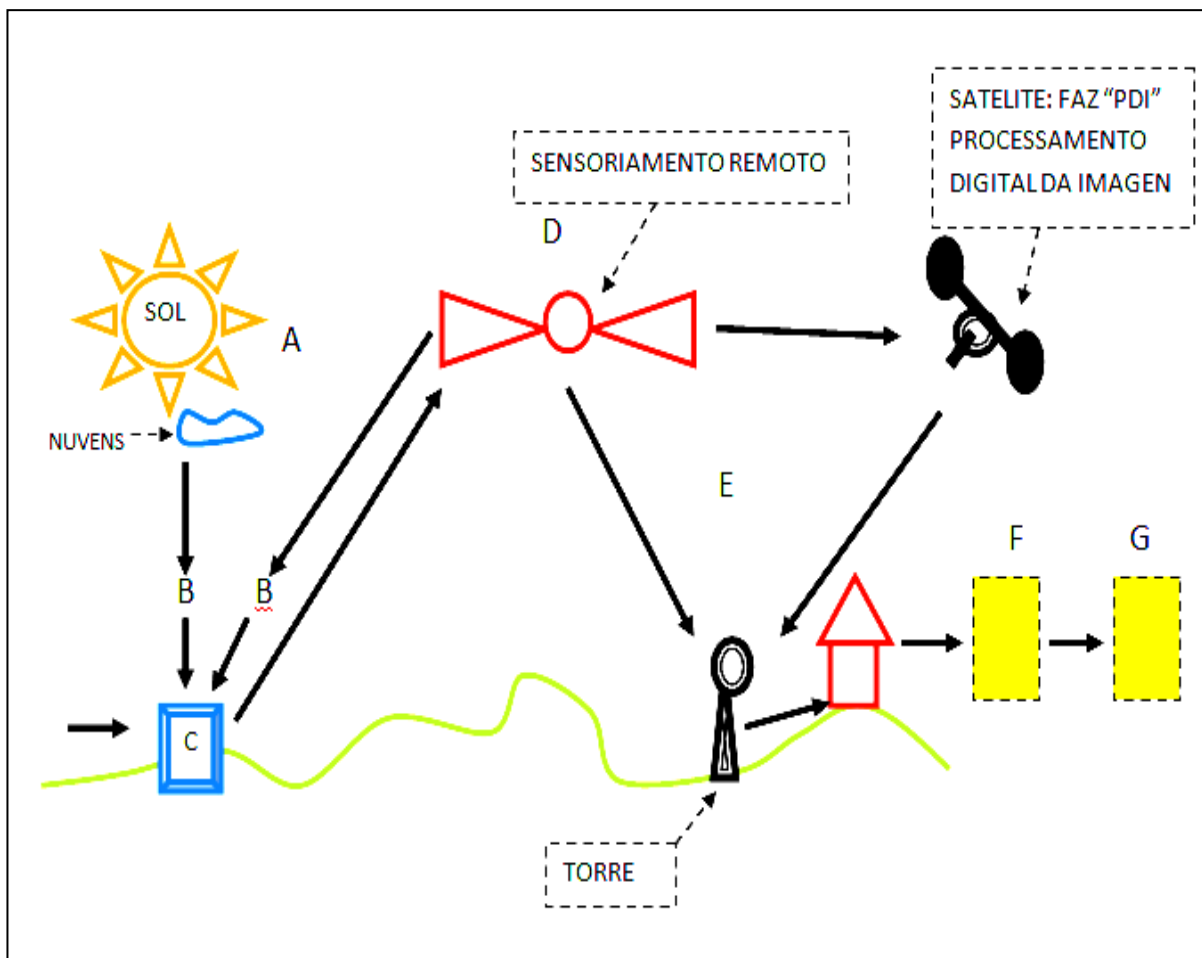 SATELITE: FAZ “PDI”
PROCESSAMENTO
DIGITAL DA IMAGEN
SENSORIAMENTO REMOTO
D
SOL
A
NUVENS
E
F
G
B
B
C
TORRE